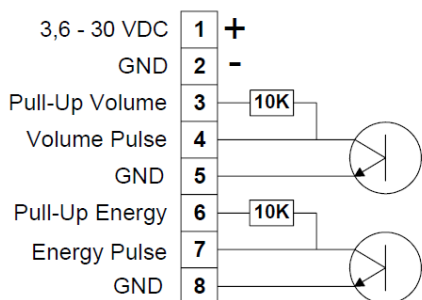 3,6 - 30 VDC 1 +
GND 2 -
Pull-Up Volume 3 10K
Volume Pulse 4
GND 5
Pull-Up Energy 6 10K
Energy Pulse 7
GND 8